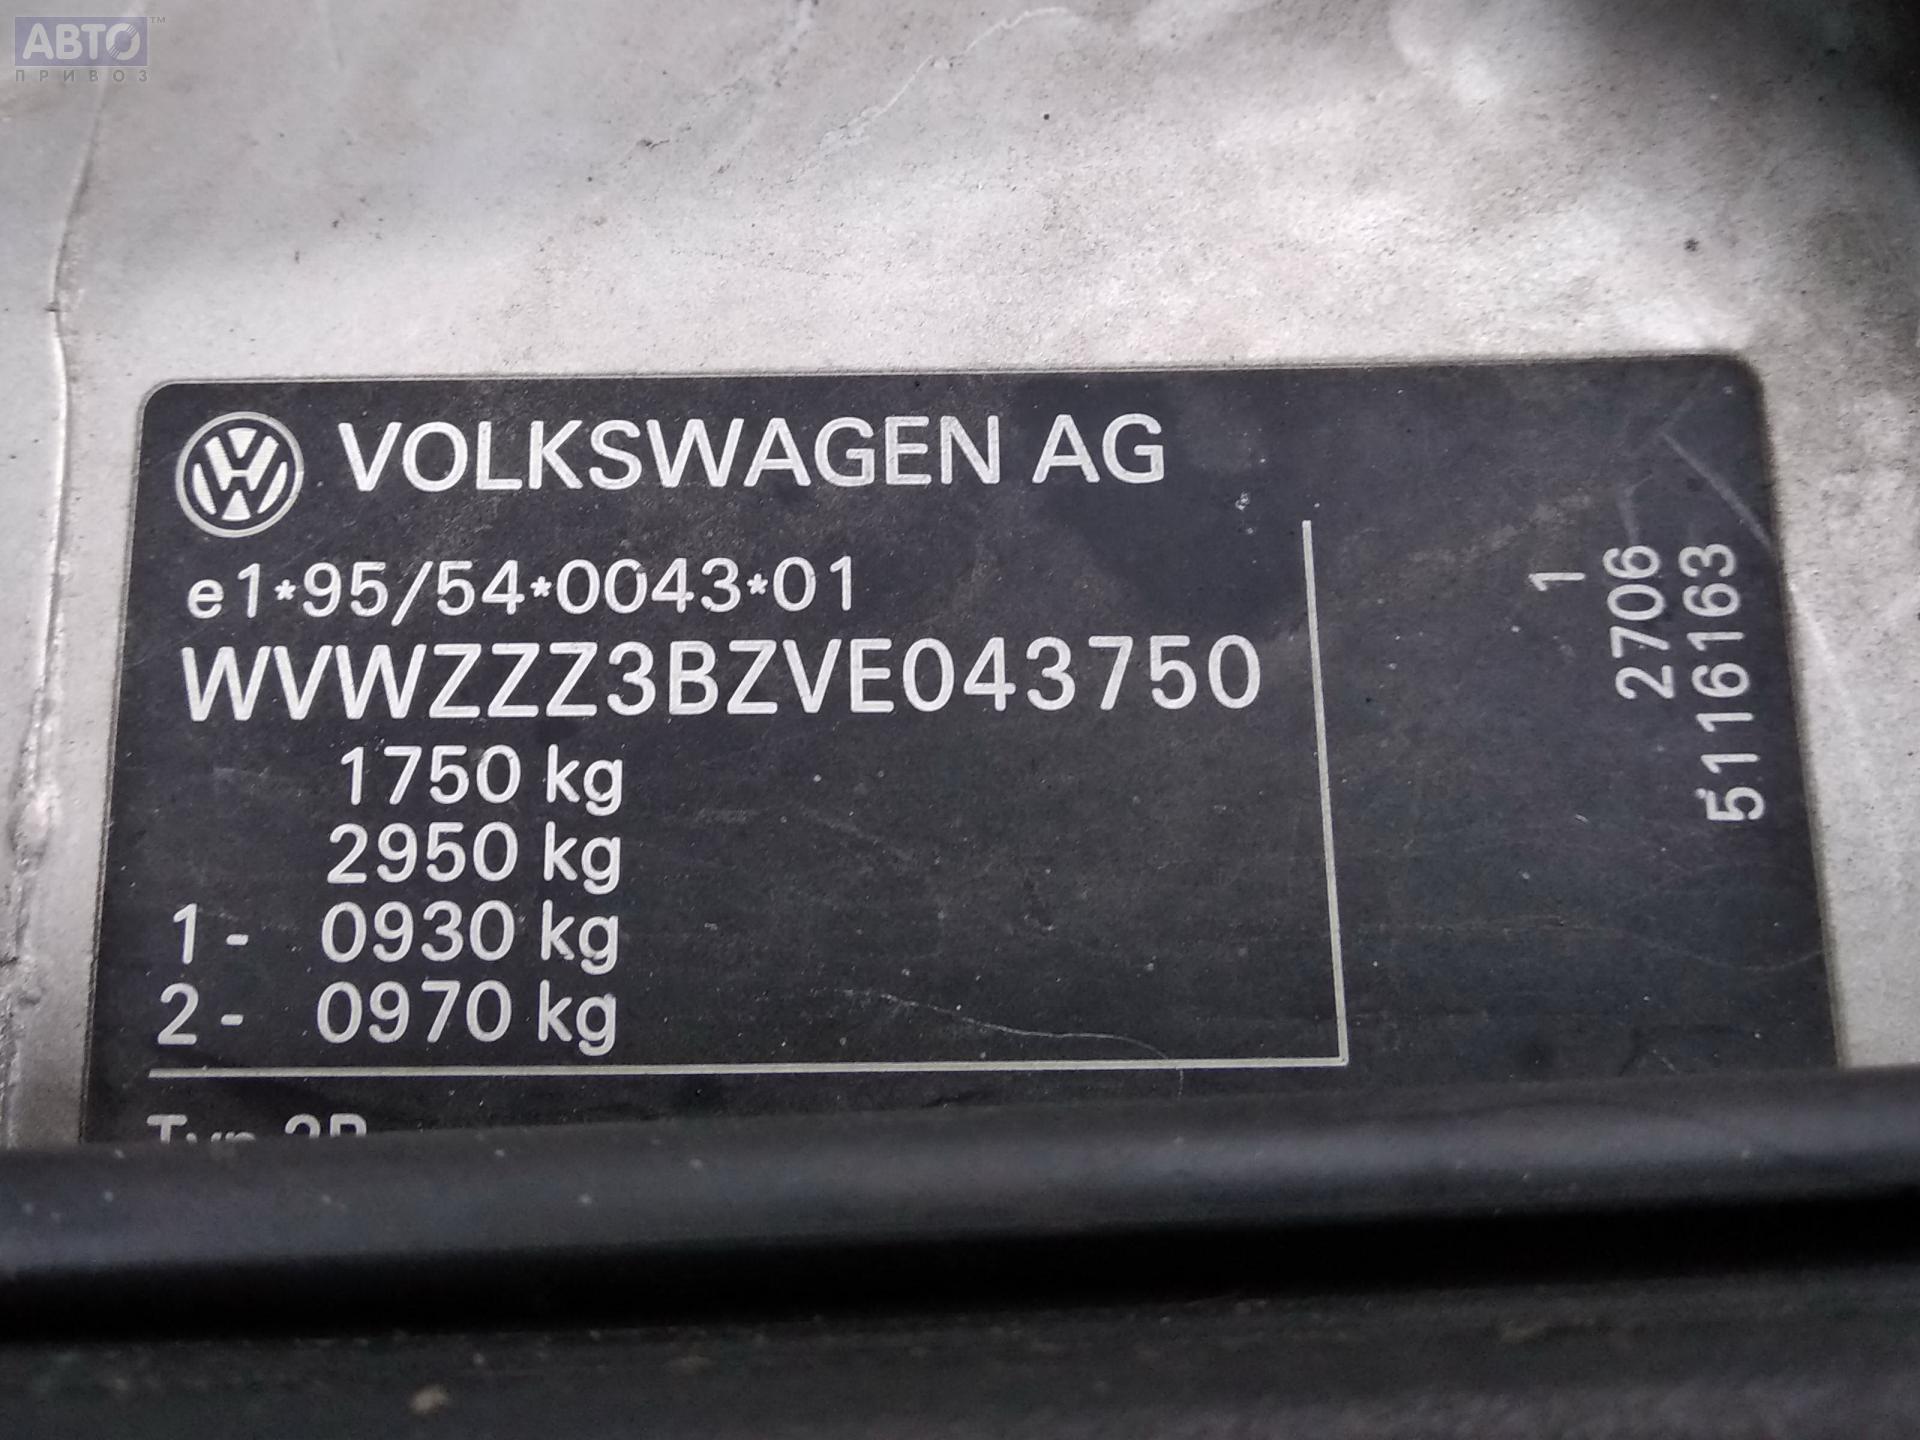 АВТО™
ПРИВОЗ
VOLKSWAGEN AG
e1*95/54*0043*01
WVWZZZ3BZVE043750
1750 kg
2950 kg
1- 0930 kg
2- 0970 kg
1
2706
5116163